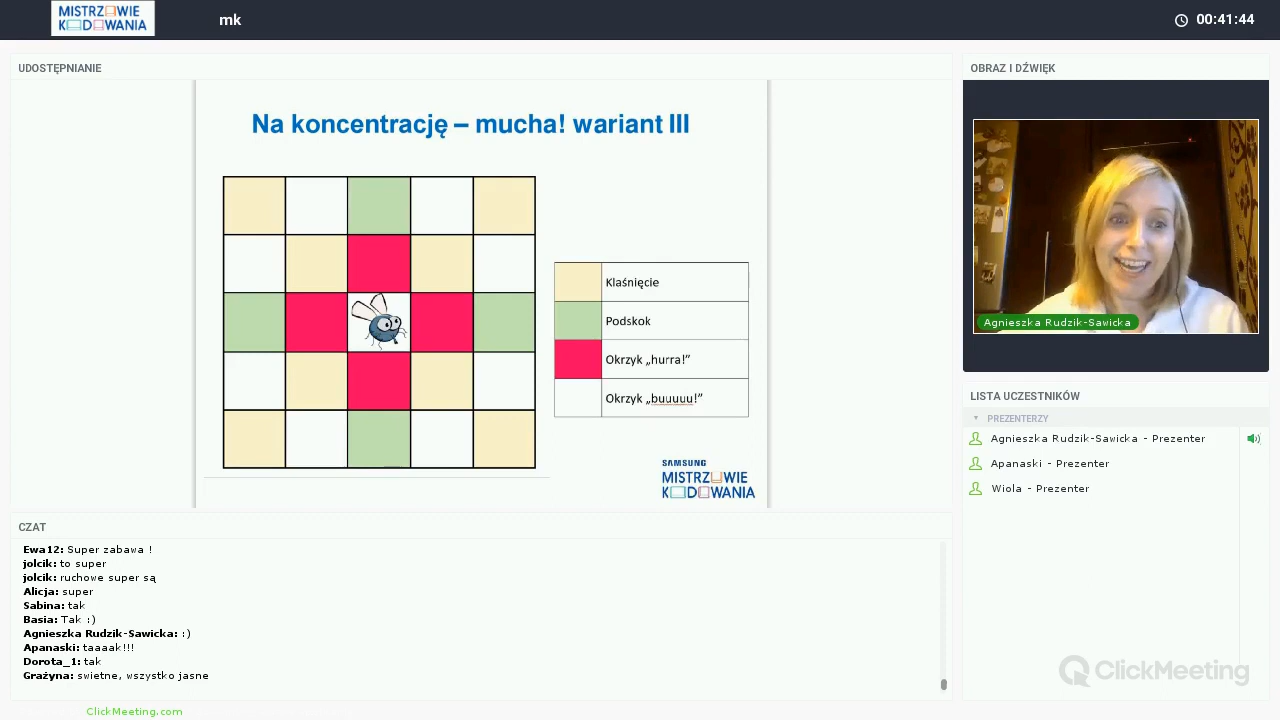 MISTRZOWIE
KODOWANIA
mk
00:41:44
UDOSTĘPNIANIE
OBRAZ I DŹWIĘK
Na koncentrację – mucha! wariant III
Klaśnięcie
Podskok
Okrzyk „hurra!”
Okrzyk „buuuuu!”
SAMSUNG
MISTRZOWIE
KODOWANIA
Agnieszka Rudzik-Sawicka
LISTA UCZESTNIKÓW
PREZENTERZY
Agnieszka Rudzik-Sawicka - Prezenter
Apanaski - Prezenter
Wiola - Prezenter
CZAT
Ewa12: Super zabawa !
jolcik: to super
jolcik: ruchowe super są
Alicja: super
Sabina: tak
Basia: Tak :)
Agnieszka Rudzik-Sawicka: :)
Apanaski: taaaak!!!
Dorota_1: tak
Grażyna: swietne, wszystko jasne
ClickMeeting
ClickMeeting.com